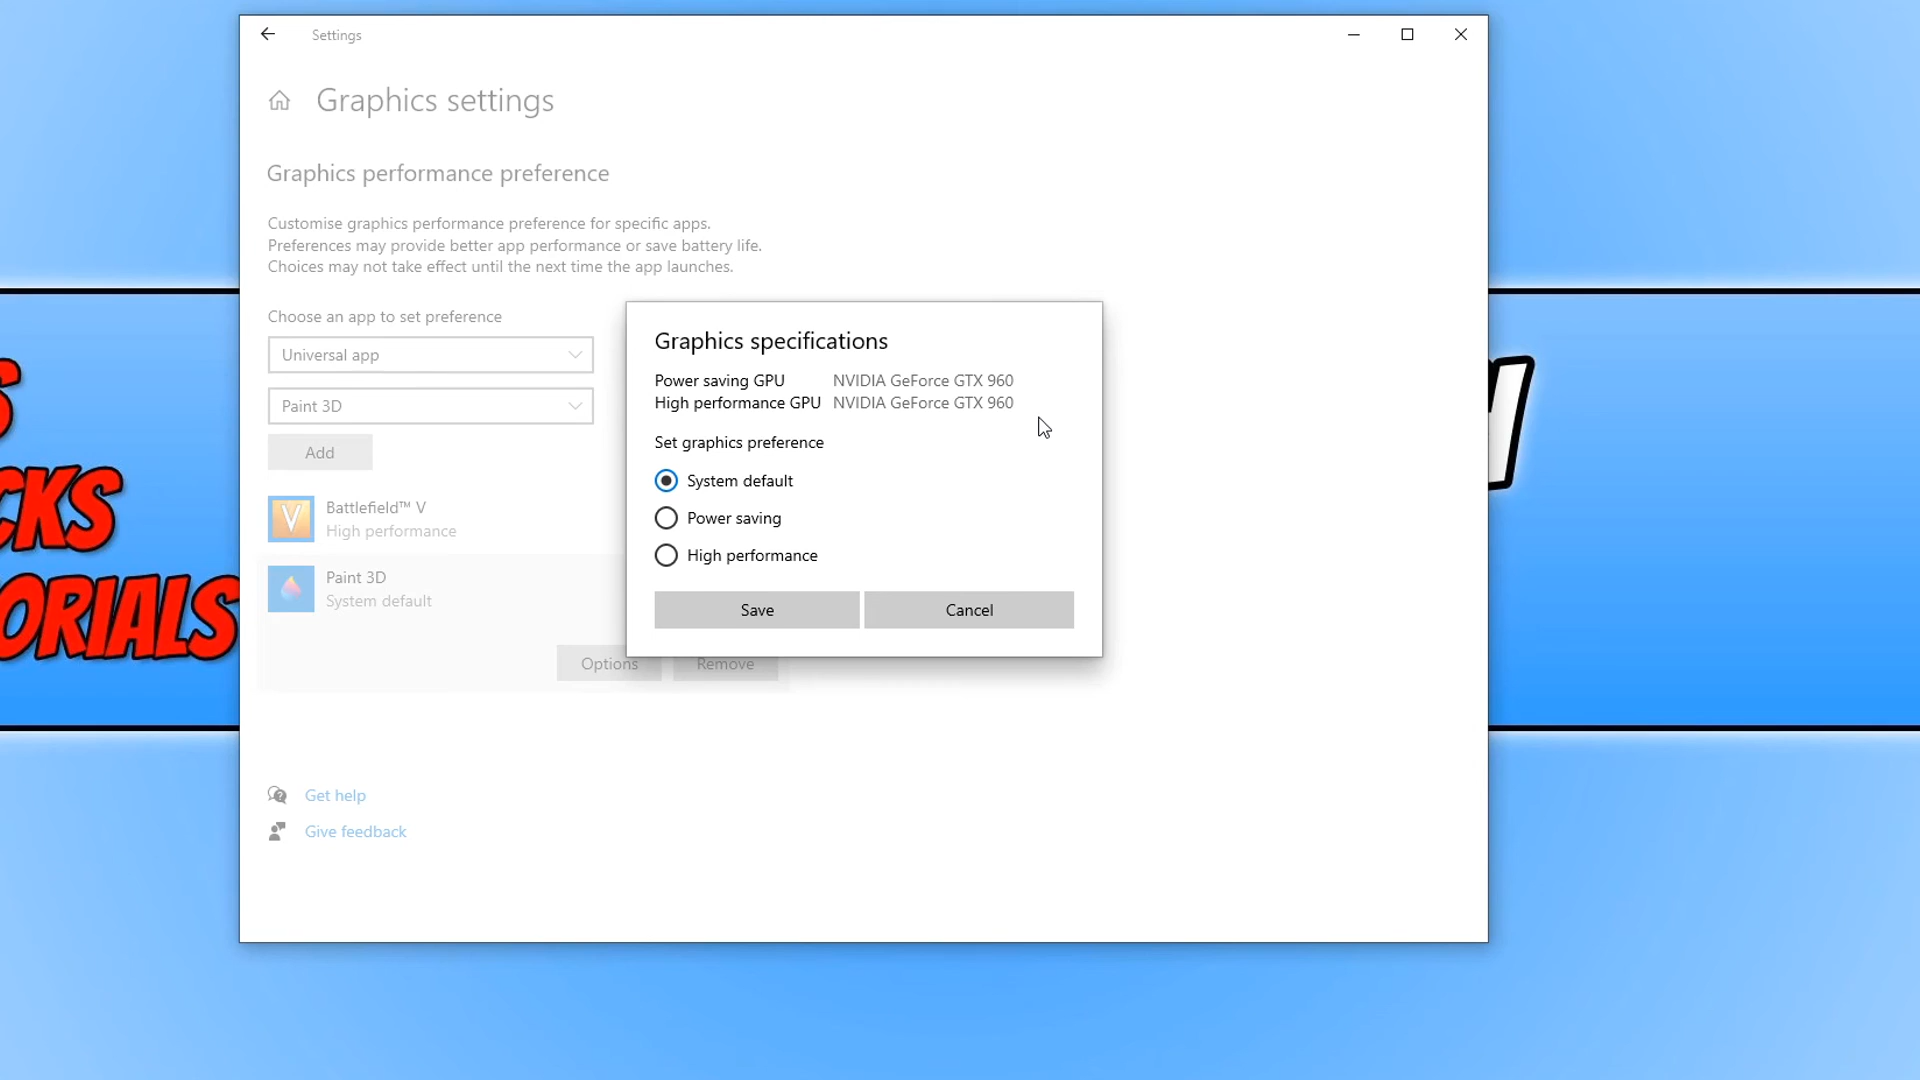 Settings
Graphics settings
Graphics performance preference
Customise graphics performance preference for specific apps.
Preferences may provide better app performance or save battery life.
Choices may not take effect until the next time the app launches.
Choose an app to set preference
Universal app
Paint 3D
Add
Battlefield™ V
High performance
Paint 3D
System default
Options
Remove
Get help
Give feedback
Graphics specifications
Power saving GPU NVIDIA GeForce GTX 960
High performance GPU NVIDIA GeForce GTX 960
Set graphics preference
System default
Power saving
High performance
Save
Cancel
S
CKS
ORIALS